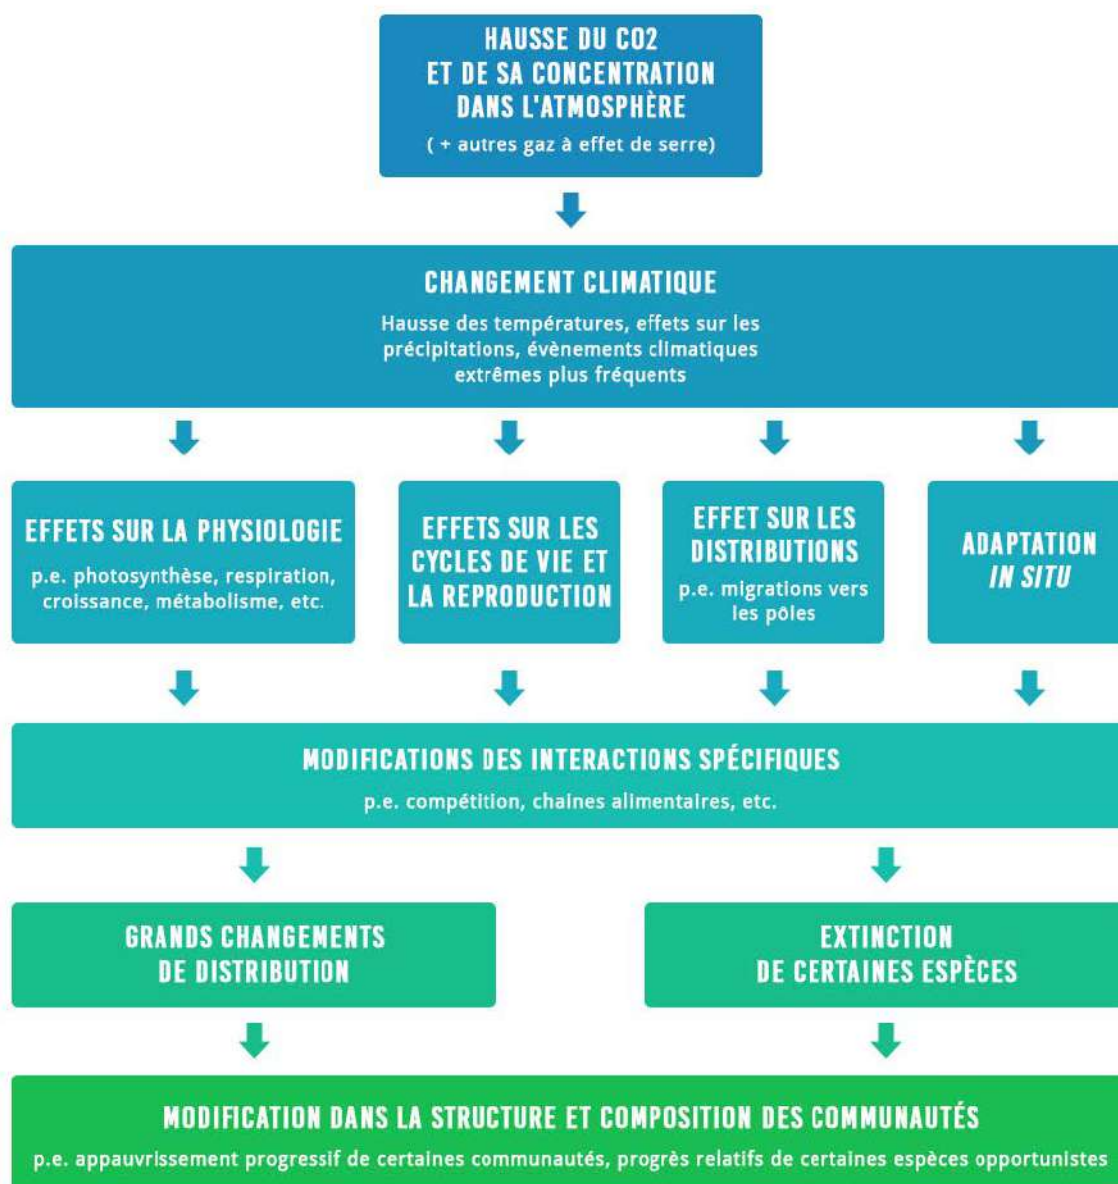 HAUSSE DU CO2
ET DE SA CONCENTRATION
DANS L'ATMOSPHÈRE
( + autres gaz à effet de serre)
CHANGEMENT CLIMATIQUE
Hausse des températures, effets sur les
précipitations, évènements climatiques
extrêmes plus fréquents
EFFETS SUR LA PHYSIOLOGIE
p.e. photosynthèse, respiration,
croissance, métabolisme, etc.
EFFETS SUR LES
CYCLES DE VIE ET
LA REPRODUCTION
EFFET SUR LES
DISTRIBUTIONS
p.e. migrations vers
les pôles
ADAPTATION
IN SITU
MODIFICATIONS DES INTERACTIONS SPÉCIFIQUES
p.e. compétition, chaines alimentaires, etc.
GRANDS CHANGEMENTS
DE DISTRIBUTION
EXTINCTION
DE CERTAINES ESPÈCES
MODIFICATION DANS LA STRUCTURE ET COMPOSITION DES COMMUNAUTÉS
p.e. appauvrissement progressif de certaines communautés, progrès relatifs de certaines espèces opportunistes